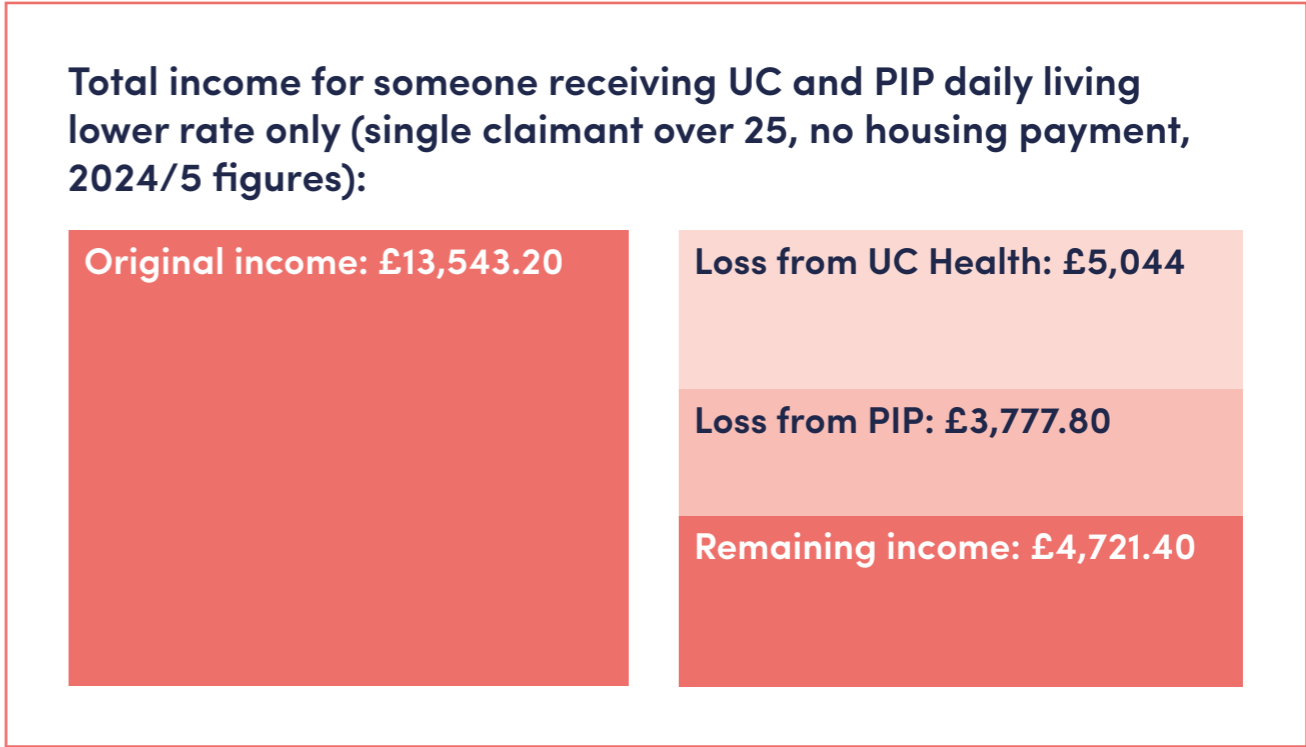 Total income for someone receiving UC and PIP daily living
lower rate only (single claimant over 25, no housing payment,
2024/5 figures):
Original income: £13,543.20
Loss from UC Health: £5,044
Loss from PIP: £3,777.80
Remaining income: £4,721.40